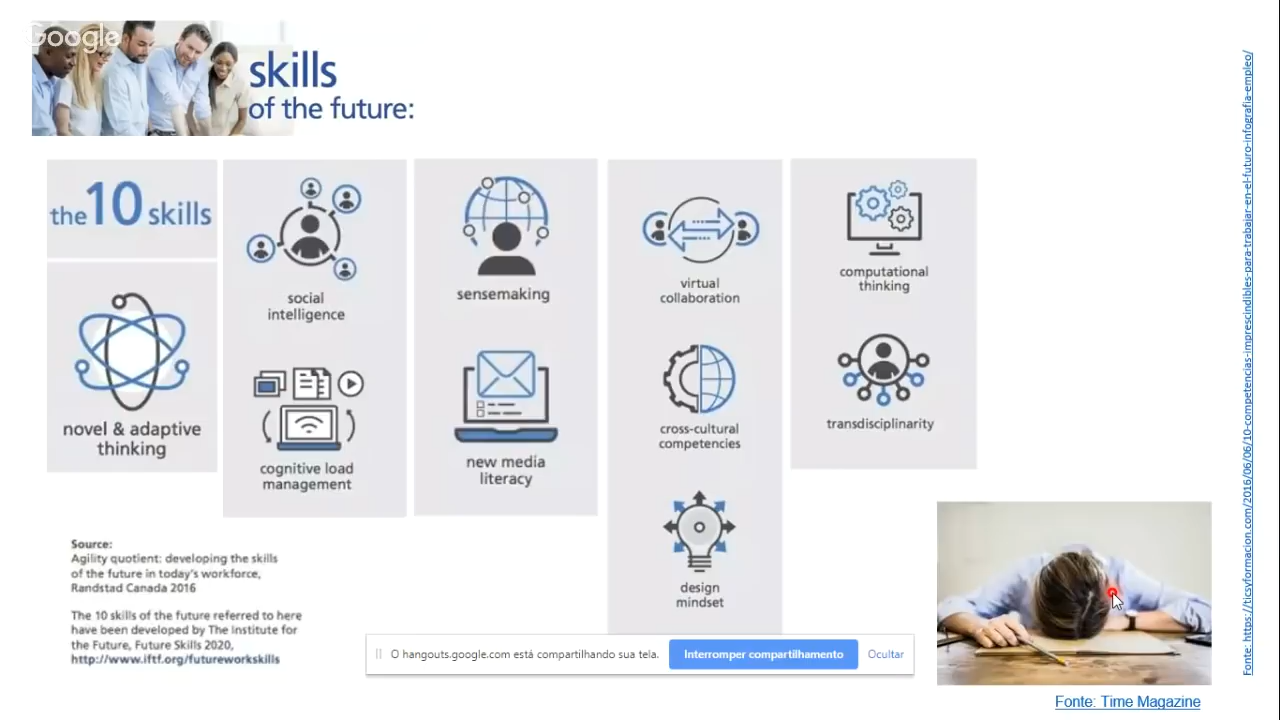 Google
skills
of the future:
the 10 skills
novel & adaptive
thinking
social
intelligence
cognitive load
management
sensemaking
new media
literacy
virtual
collaboration
cross-cultural
competencies
design
mindset
computational
thinking
transdisciplinarity
Source:
Agility quotient: developing the skills
of the future in today's workforce,
Randstad Canada 2016
The 10 skills of the future referred to here
have been developed by The Institute for
the Future, Future Skills 2020,
http://www.iftf.org/futureworkskills
O hangouts.google.com está compartilhando sua tela.
Interromper compartilhamento
Ocultar
Fonte: Time Magazine
Fonte: https://ticsyformacion.com/2016/06/06/10-competencias-imprescindibles-para-trabajar-en-el-futuro-infografia-empleo/